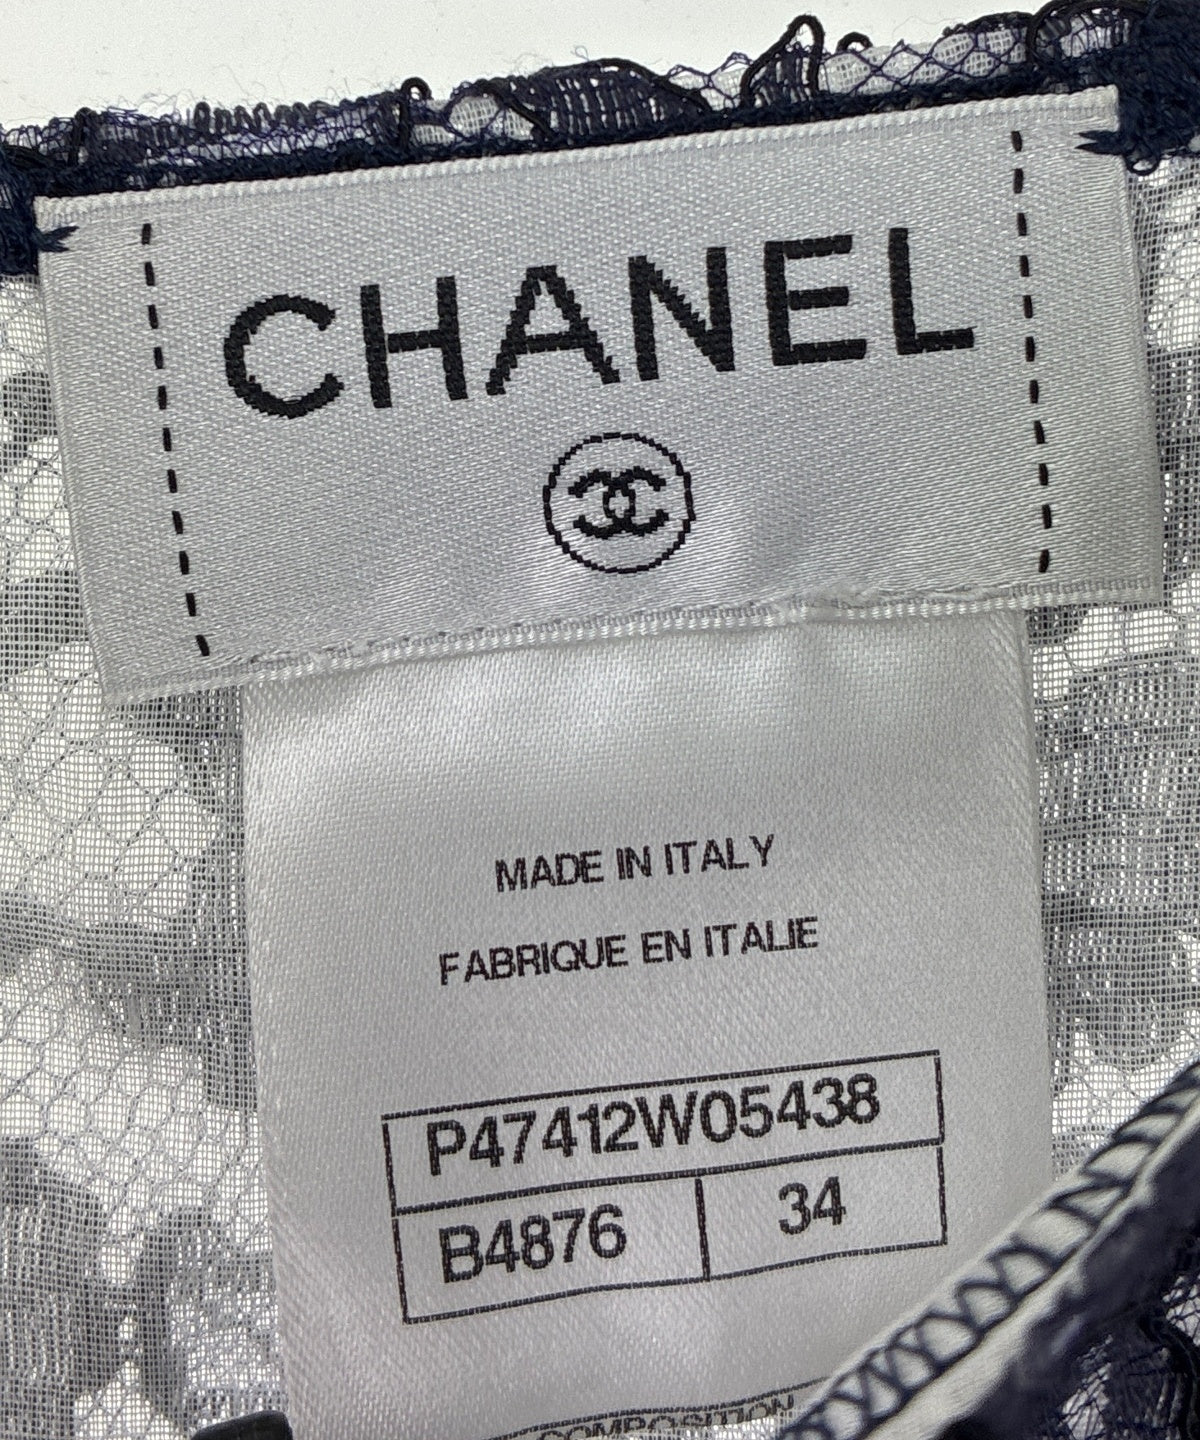 CHANEL
MADE IN ITALY
FABRIQUE EN ITALIE
P47412W05438
B4876 34
COMPOSITION